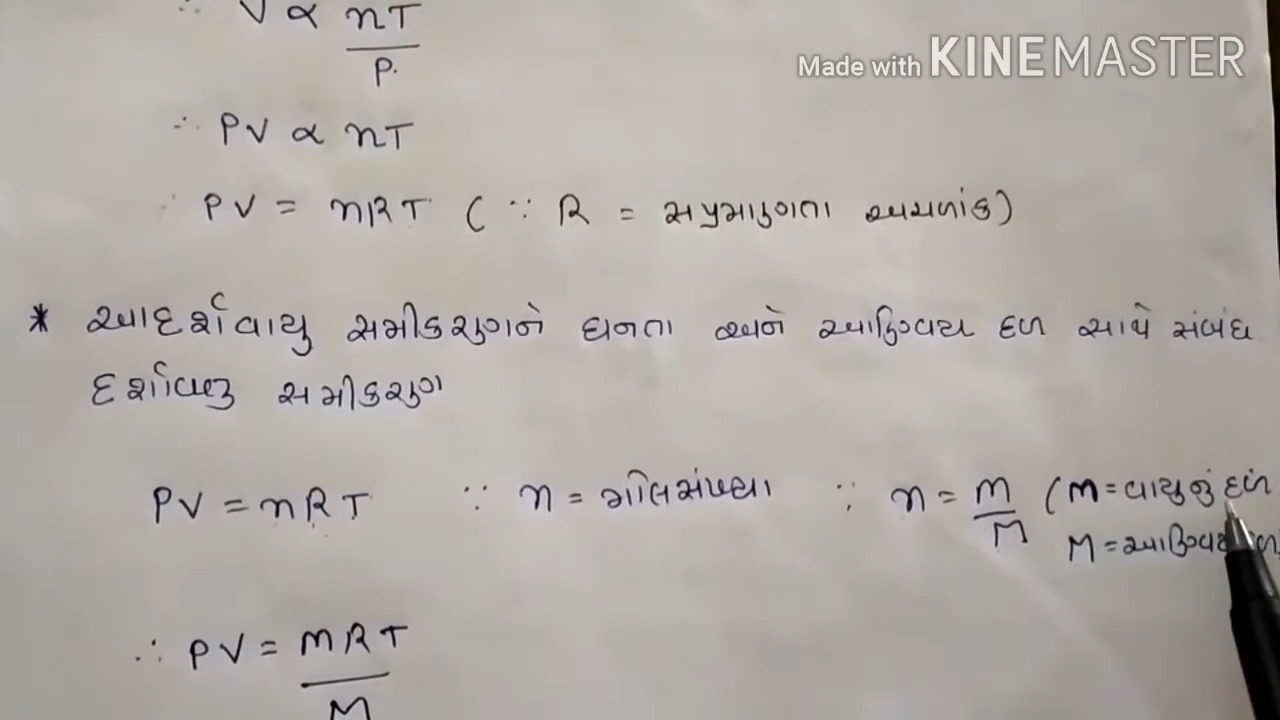 ∴ V ∝ nT
P.
Made with KINEMASTER
∴ PV ∝ nT
∴ PV = nRT ( ∵ R = સપ્રમાણતા અચળાંક)
* આદર્શવાયુ સમીકરણને ઘનતા અને આણ્વિય દળ સાથે સંબંધ
દર્શાવતુ સમીકરણ
PV = nRT ∵ n = મોલસંખ્યા ∵ n = m/M (m = વાયુનું દળ
M = આણ્વિય દળ
∴ PV = mRT
M